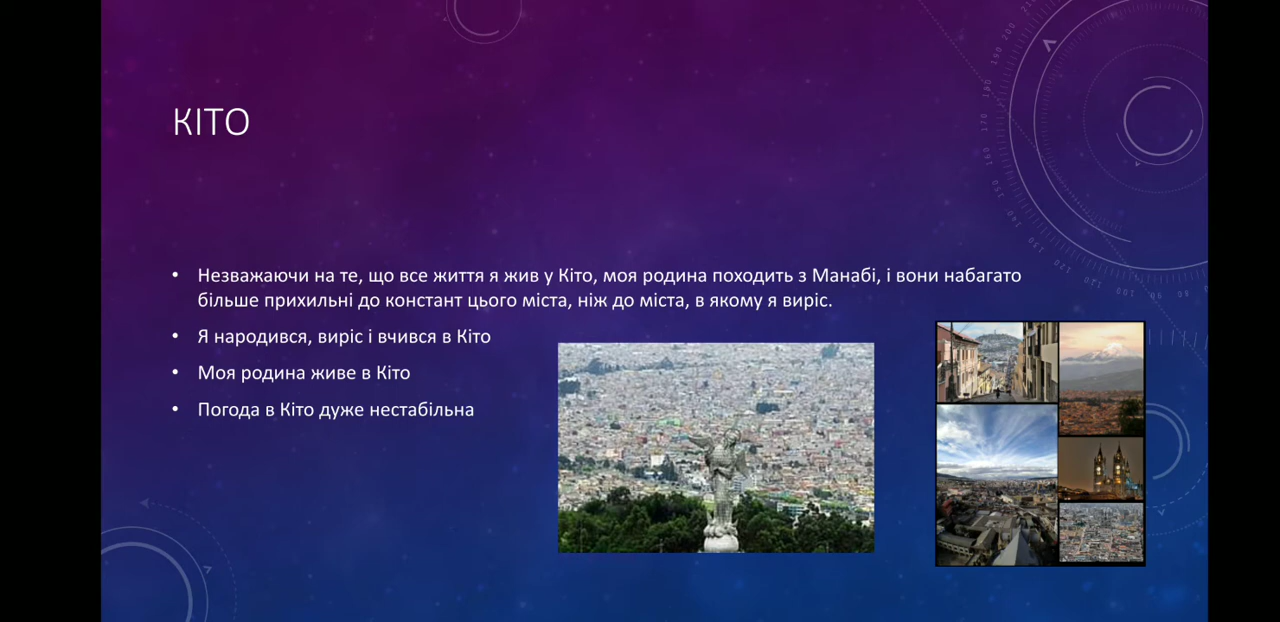 КІТО
• Незважаючи на те, що все життя я жив у Кіто, моя родина походить з Манабі, і вони набагато
більше прихильні до констант цього міста, ніж до міста, в якому я виріс.
• Я народився, виріс і вчився в Кіто
• Моя родина живе в Кіто
• Погода в Кіто дуже нестабільна